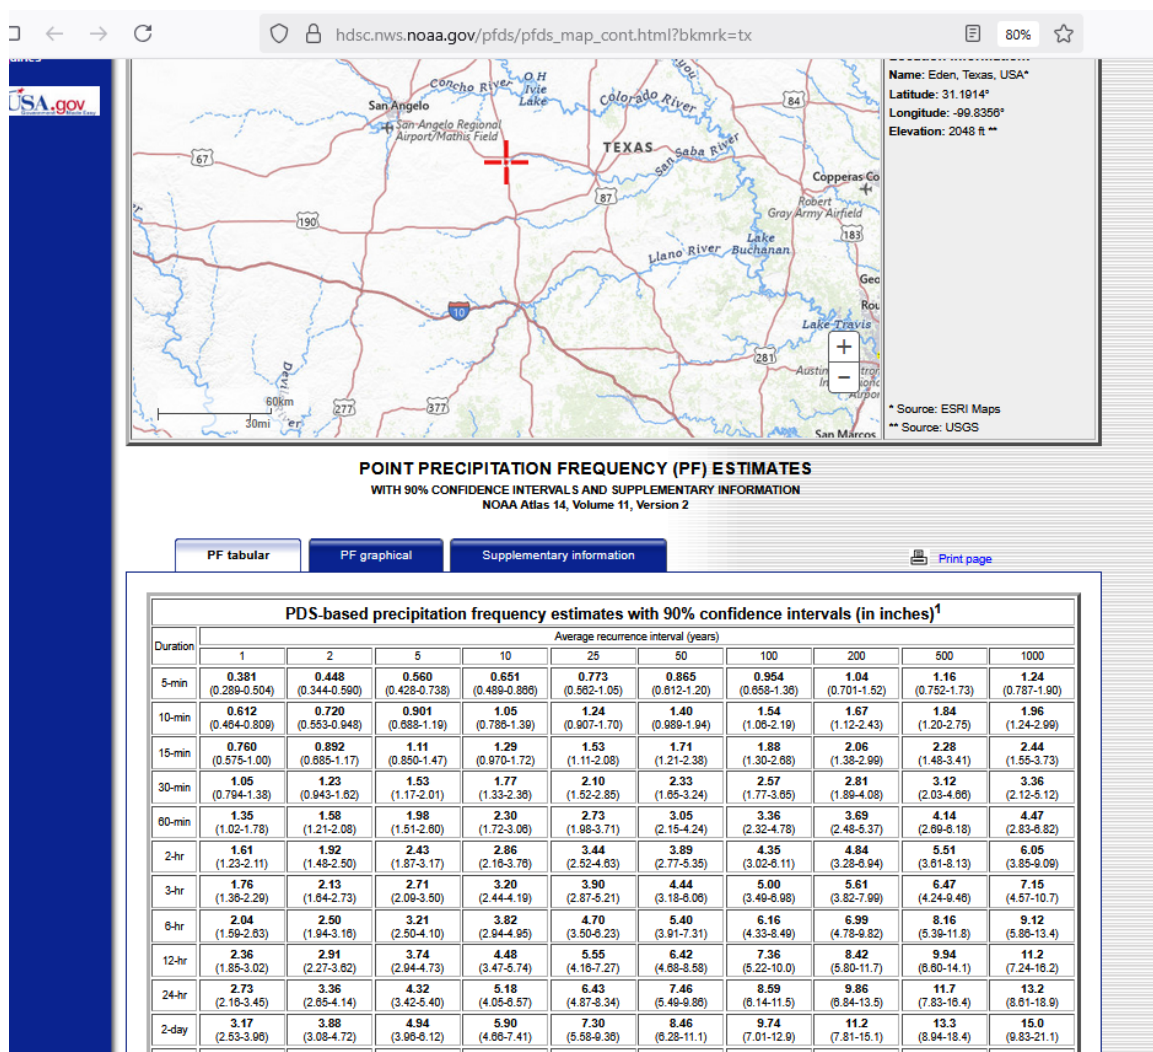 hdsc.nws.noaa.gov/pfds/pfds_map_cont.html?bkmrk=tx
80%
USA.gov
Government Made Easy
Concho River
O H
Ivie
Lake
Colorado River
San Angelo
San Angelo Regional
Airport/Mathis Field
TEXAS
San Saba River
84
67
87
190
Copperas Co
Robert
Gray Army Airfield
183
Lake
Buchanan
Llano River
Geo
Rou
10
Lake Travis
281
Austin
Devil
277
377
60km
30mi
San Marcos
+
−
Name: Eden, Texas, USA*
Latitude: 31.1914°
Longitude: -99.8356°
Elevation: 2048 ft **
* Source: ESRI Maps
** Source: USGS
POINT PRECIPITATION FREQUENCY (PF) ESTIMATES
WITH 90% CONFIDENCE INTERVALS AND SUPPLEMENTARY INFORMATION
NOAA Atlas 14, Volume 11, Version 2
PF tabular PF graphical Supplementary information
Print page
PDS-based precipitation frequency estimates with 90% confidence intervals (in inches)1
Duration
Average recurrence interval (years)
1 2 5 10 25 50 100 200 500 1000
5-min 0.381 0.448 0.560 0.651 0.773 0.865 0.954 1.04 1.16 1.24
(0.289-0.504) (0.344-0.590) (0.428-0.738) (0.489-0.866) (0.562-1.05) (0.612-1.20) (0.658-1.36) (0.701-1.52) (0.752-1.73) (0.787-1.90)
10-min 0.612 0.720 0.901 1.05 1.24 1.40 1.54 1.67 1.84 1.96
(0.464-0.809) (0.553-0.948) (0.688-1.19) (0.786-1.39) (0.907-1.70) (0.989-1.94) (1.06-2.19) (1.12-2.43) (1.20-2.75) (1.24-2.99)
15-min 0.760 0.892 1.11 1.29 1.53 1.71 1.88 2.06 2.28 2.44
(0.575-1.00) (0.685-1.17) (0.850-1.47) (0.970-1.72) (1.11-2.08) (1.21-2.38) (1.30-2.68) (1.38-2.99) (1.48-3.41) (1.55-3.73)
30-min 1.05 1.23 1.53 1.77 2.10 2.33 2.57 2.81 3.12 3.36
(0.794-1.38) (0.943-1.62) (1.17-2.01) (1.33-2.36) (1.52-2.85) (1.65-3.24) (1.77-3.65) (1.89-4.08) (2.03-4.66) (2.12-5.12)
60-min 1.35 1.58 1.98 2.30 2.73 3.05 3.36 3.69 4.14 4.47
(1.02-1.78) (1.21-2.08) (1.51-2.60) (1.72-3.06) (1.98-3.71) (2.15-4.24) (2.32-4.78) (2.48-5.37) (2.69-6.18) (2.83-6.82)
2-hr 1.61 1.92 2.43 2.86 3.44 3.89 4.35 4.84 5.51 6.05
(1.23-2.11) (1.48-2.50) (1.87-3.17) (2.16-3.76) (2.52-4.63) (2.77-5.35) (3.02-6.11) (3.28-6.94) (3.61-8.13) (3.85-9.09)
3-hr 1.76 2.13 2.71 3.20 3.90 4.44 5.00 5.61 6.47 7.15
(1.36-2.29) (1.64-2.73) (2.09-3.50) (2.44-4.19) (2.87-5.21) (3.18-6.06) (3.49-6.98) (3.82-7.99) (4.24-9.46) (4.57-10.7)
6-hr 2.04 2.50 3.21 3.82 4.70 5.40 6.16 6.99 8.16 9.12
(1.59-2.63) (1.94-3.16) (2.50-4.10) (2.94-4.95) (3.50-6.23) (3.91-7.31) (4.33-8.49) (4.78-9.82) (5.39-11.8) (5.86-13.4)
12-hr 2.36 2.91 3.74 4.48 5.55 6.42 7.36 8.42 9.94 11.2
(1.85-3.02) (2.27-3.62) (2.94-4.73) (3.47-5.74) (4.16-7.27) (4.68-8.58) (5.22-10.0) (5.80-11.7) (6.60-14.1) (7.24-16.2)
24-hr 2.73 3.36 4.32 5.18 6.43 7.46 8.59 9.86 11.7 13.2
(2.16-3.45) (2.65-4.14) (3.42-5.40) (4.05-6.57) (4.87-8.34) (5.49-9.86) (6.14-11.5) (6.84-13.5) (7.83-16.4) (8.61-18.9)
2-day 3.17 3.88 4.94 5.90 7.30 8.46 9.74 11.2 13.3 15.0
(2.53-3.96) (3.08-4.72) (3.96-6.12) (4.66-7.41) (5.58-9.36) (6.28-11.1) (7.01-12.9) (7.81-15.1) (8.94-18.4) (9.83-21.1)